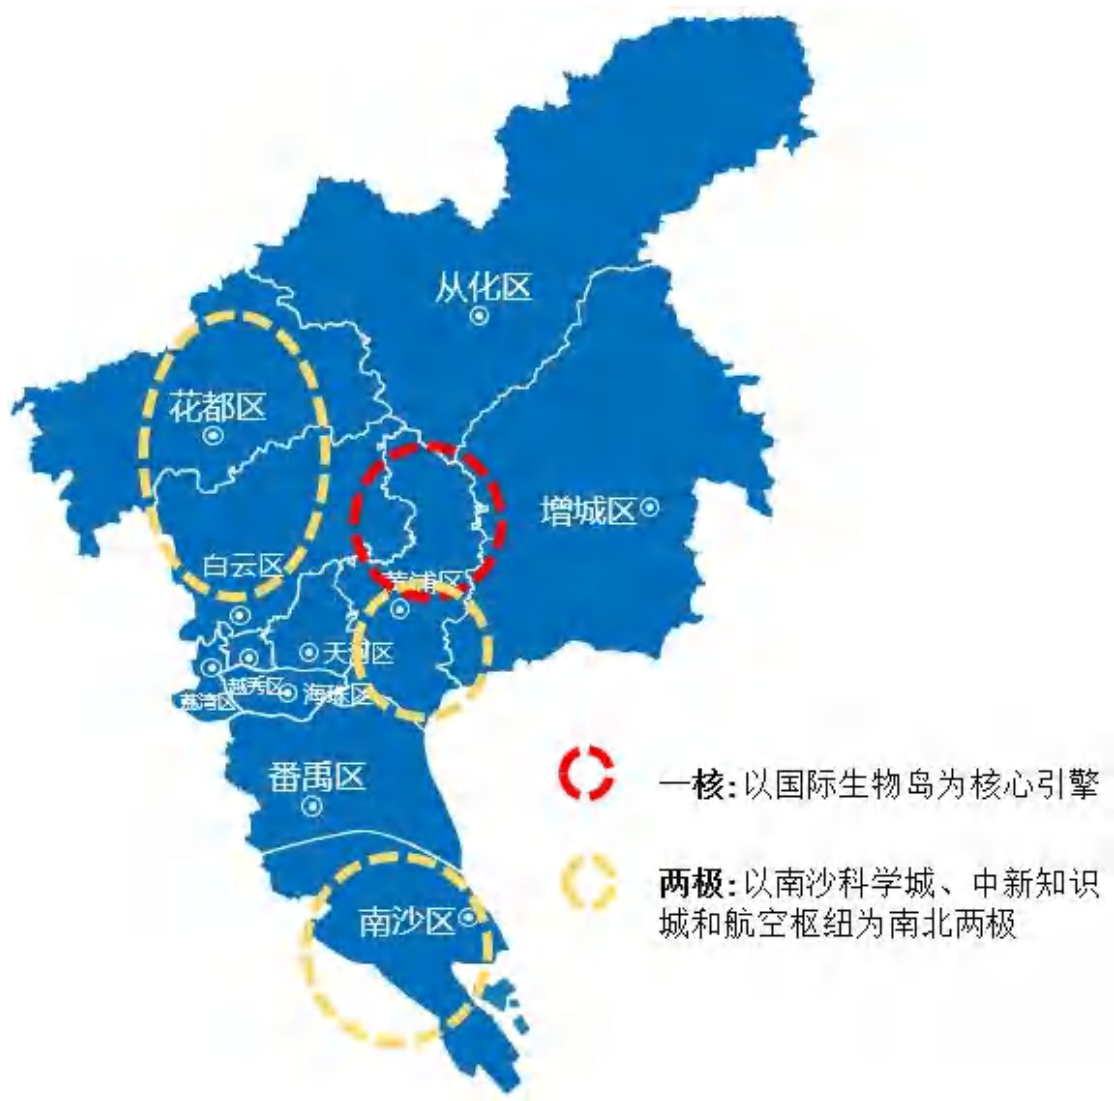 从化区
花都区
增城区
白云区
黄浦区
天河区
越秀区
海珠区
荔湾区
番禹区
一核:以国际生物岛为核心引擎
两极:以南沙科学城、中新知识
城和航空枢纽为南北两极
南沙区